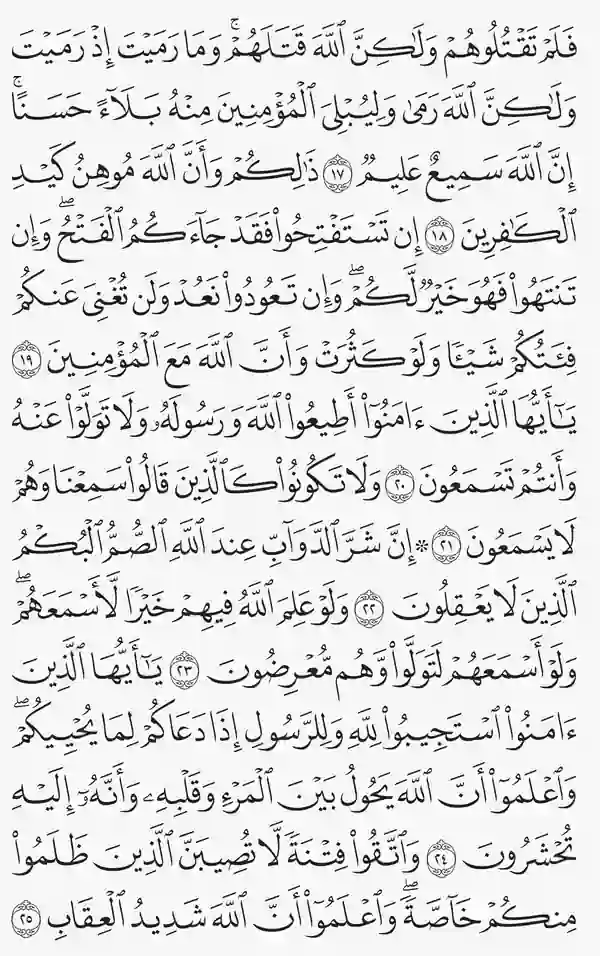 فَلَمْ تَقْتُلُوهُمْ وَلَٰكِنَّ ٱللَّهَ قَتَلَهُمْۚ وَمَا رَمَيْتَ إِذْ رَمَيْتَ
وَلَٰكِنَّ ٱللَّهَ رَمَىٰ وَلِيُبْلِىَ ٱلْمُؤْمِنِينَ مِنْهُ بَلَآءً حَسَنًاۚ
إِنَّ ٱللَّهَ سَمِيعٌ عَلِيمٌ ١٧ ذَٰلِكُمْ وَأَنَّ ٱللَّهَ مُوهِنُ كَيْدِ
ٱلْكَٰفِرِينَ ١٨ إِن تَسْتَفْتِحُوا۟ فَقَدْ جَآءَكُمُ ٱلْفَتْحُۖ وَإِن
تَنتَهُوا۟ فَهُوَ خَيْرٌ لَّكُمْۖ وَإِن تَعُودُوا۟ نَعُدْ وَلَن تُغْنِىَ عَنكُمْ
فِئَتُكُمْ شَيْـًٔا وَلَوْ كَثُرَتْ وَأَنَّ ٱللَّهَ مَعَ ٱلْمُؤْمِنِينَ ١٩
يَٰٓأَيُّهَا ٱلَّذِينَ ءَامَنُوٓا۟ أَطِيعُوا۟ ٱللَّهَ وَرَسُولَهُۥ وَلَا تَوَلَّوْا۟ عَنْهُ
وَأَنتُمْ تَسْمَعُونَ ٢٠ وَلَا تَكُونُوا۟ كَٱلَّذِينَ قَالُوا۟ سَمِعْنَا وَهُمْ
لَا يَسْمَعُونَ ٢١ ۞ إِنَّ شَرَّ ٱلدَّوَآبِّ عِندَ ٱللَّهِ ٱلصُّمُّ ٱلْبُكْمُ
ٱلَّذِينَ لَا يَعْقِلُونَ ٢٢ وَلَوْ عَلِمَ ٱللَّهُ فِيهِمْ خَيْرًا لَّأَسْمَعَهُمْۖ
وَلَوْ أَسْمَعَهُمْ لَتَوَلَّوا۟ وَّهُم مُّعْرِضُونَ ٢٣ يَٰٓأَيُّهَا ٱلَّذِينَ
ءَامَنُوا۟ ٱسْتَجِيبُوا۟ لِلَّهِ وَلِلرَّسُولِ إِذَا دَعَاكُمْ لِمَا يُحْيِيكُمْۖ
وَٱعْلَمُوٓا۟ أَنَّ ٱللَّهَ يَحُولُ بَيْنَ ٱلْمَرْءِ وَقَلْبِهِۦ وَأَنَّهُۥٓ إِلَيْهِ
تُحْشَرُونَ ٢٤ وَٱتَّقُوا۟ فِتْنَةً لَّا تُصِيبَنَّ ٱلَّذِينَ ظَلَمُوا۟
مِنكُمْ خَآصَّةًۖ وَٱعْلَمُوٓا۟ أَنَّ ٱللَّهَ شَدِيدُ ٱلْعِقَابِ ٢٥